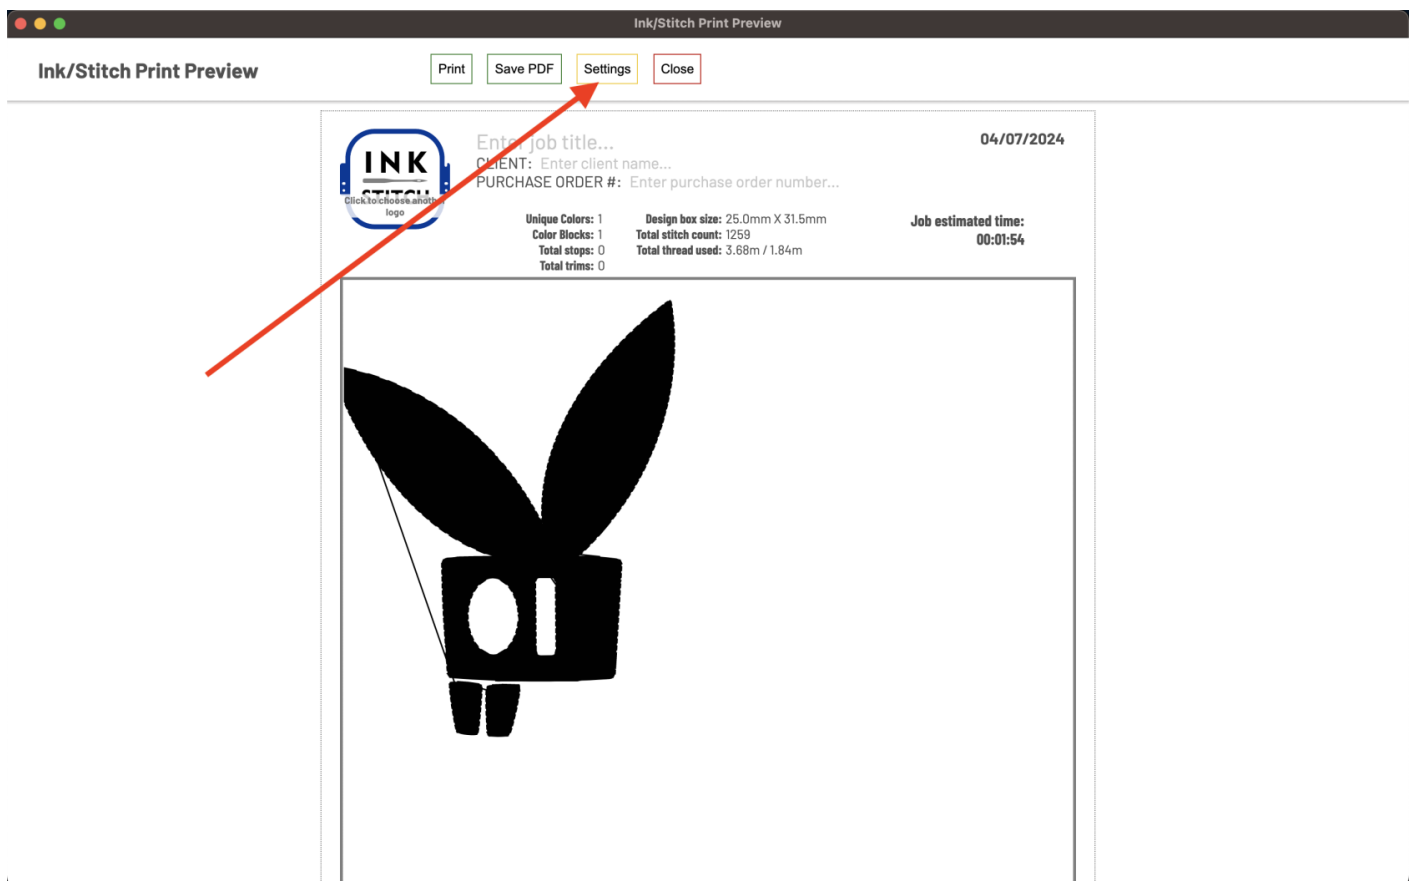 Ink/Stitch Print Preview
Ink/Stitch Print Preview
Print Save PDF Settings Close
INK
STITCH
Click to choose another
logo
Enter job title...
CLIENT: Enter client name...
PURCHASE ORDER #: Enter purchase order number...
04/07/2024
Unique Colors: 1
Color Blocks: 1
Total stops: 0
Total trims: 0
Design box size: 25.0mm X 31.5mm
Total stitch count: 1259
Total thread used: 3.68m / 1.84m
Job estimated time:
00:01:54